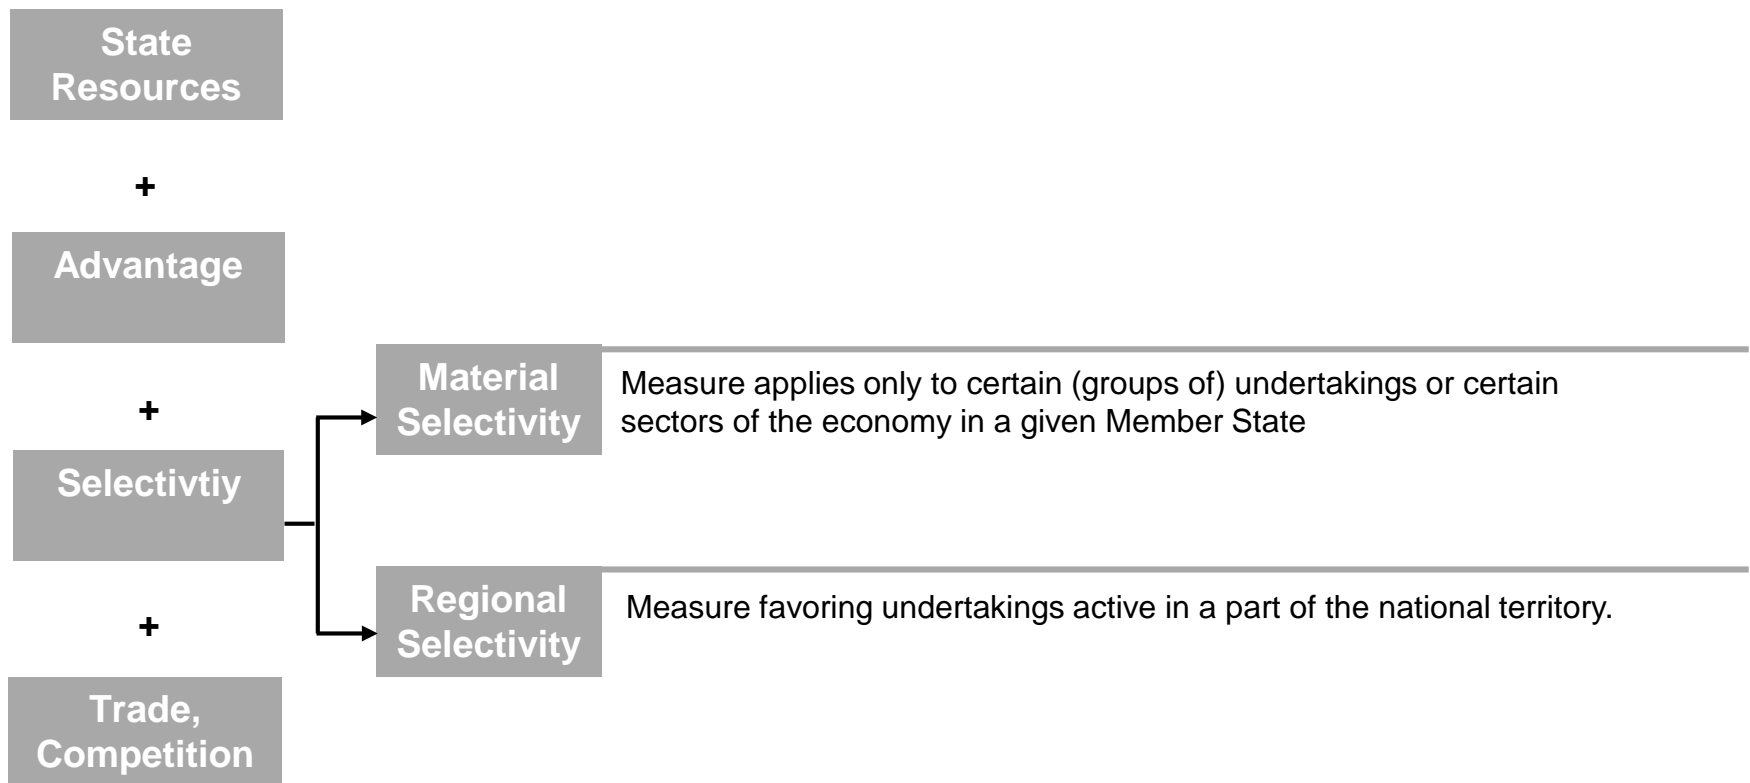 State
Resources
+
Advantage
+
Selectivtiy
+
Trade,
Competition
Material
Selectivity
Measure applies only to certain (groups of) undertakings or certain
sectors of the economy in a given Member State
Regional
Selectivity
Measure favoring undertakings active in a part of the national territory.